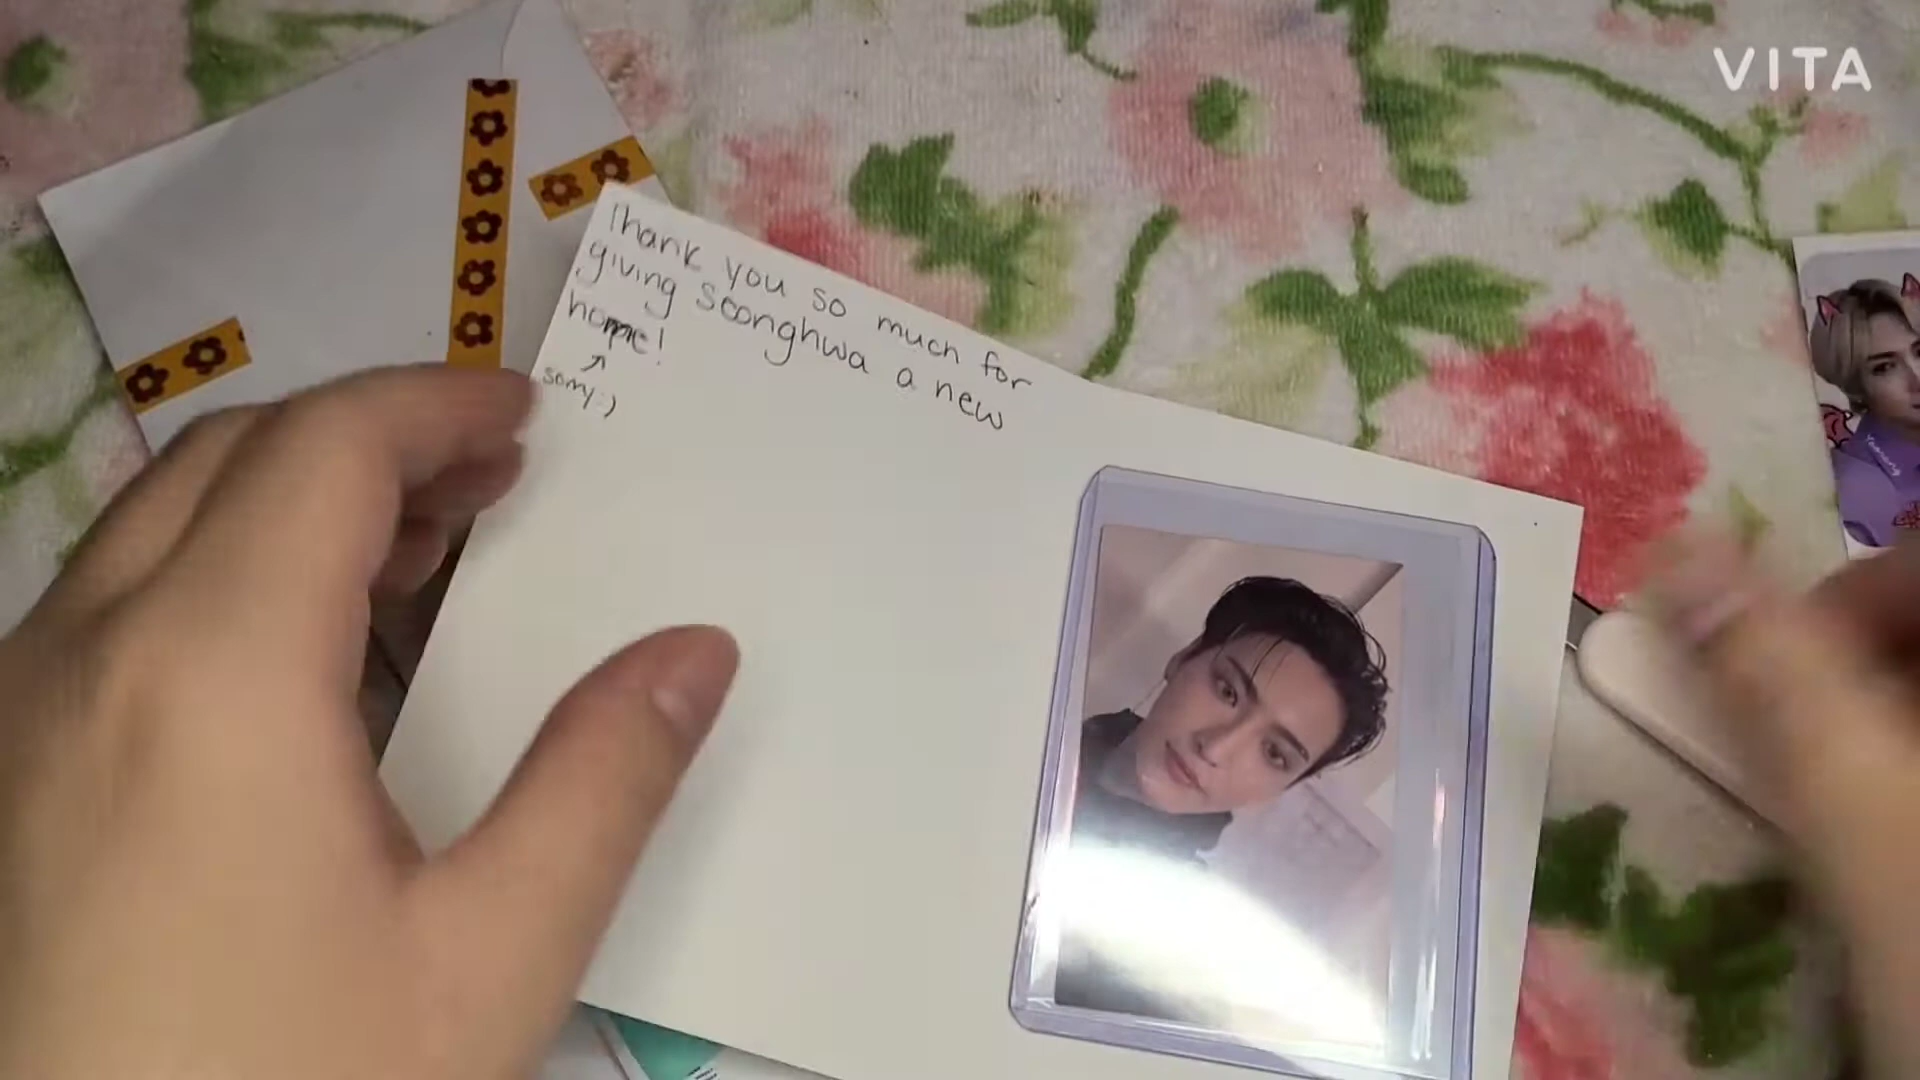 VITA
Thank you so much for
giving seonghwa a new
home!
sorry :)